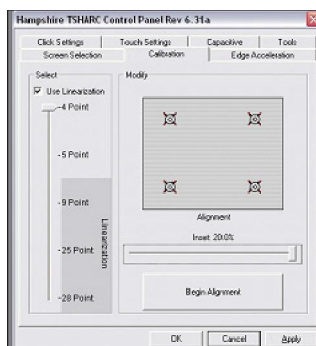 Hampshire TSHARC Control Panel Rev 6.31a
Click Settings
Touch Settings
Capacitive
Tools
Screen Selection
Calibration
Edge Acceleration
Select
Use Linearization
-4 Point
-5 Point
-9 Point
-25 Point
-28 Point
Linearization
Modify
Alignment
Inset: 20.0%
Begin Alignment
OK
Cancel
Apply